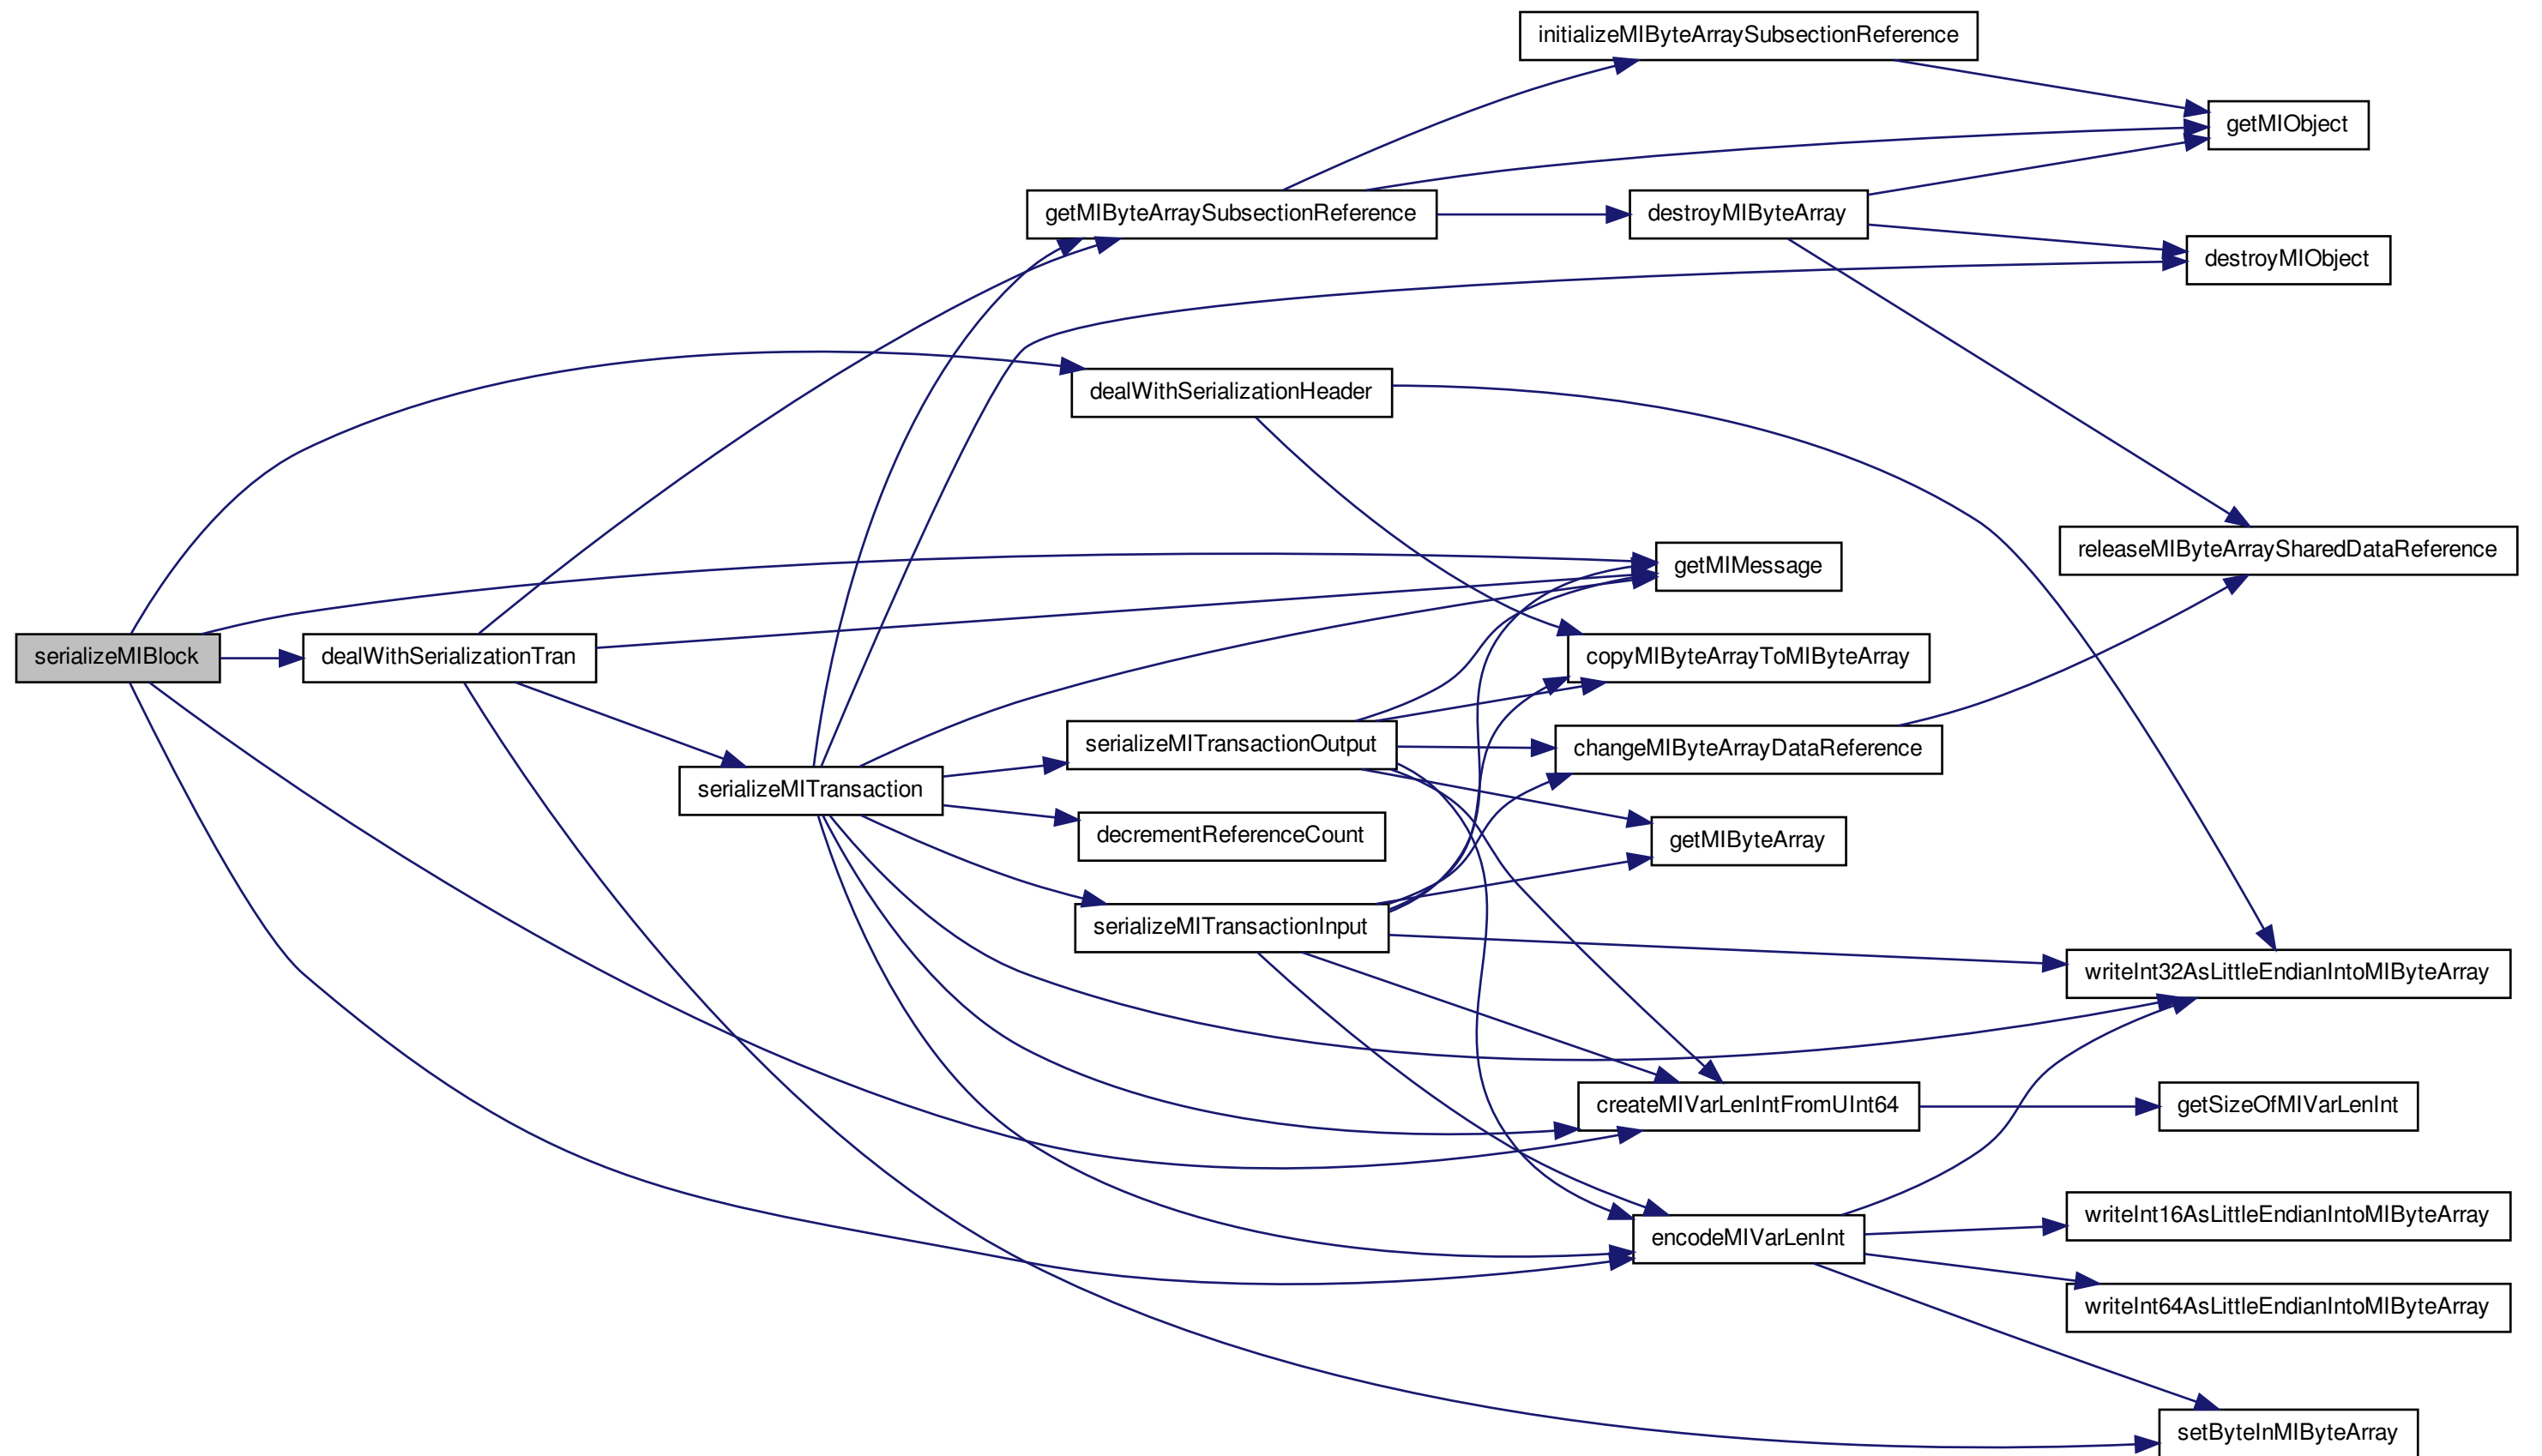 initializeMIByteArraySubsectionReference
getMIObject
getMIByteArraySubsectionReference
destroyMIByteArray
destroyMIObject
dealWithSerializationHeader
getMIMessage
releaseMIByteArraySharedDataReference
serializeMIBlock
dealWithSerializationTran
copyMIByteArrayToMIByteArray
serializeMITransactionOutput
changeMIByteArrayDataReference
serializeMITransaction
decrementReferenceCount
getMIByteArray
serializeMITransactionInput
writeInt32AsLittleEndianIntoMIByteArray
createMIVarLenIntFromUInt64
getSizeOfMIVarLenInt
writeInt16AsLittleEndianIntoMIByteArray
encodeMIVarLenInt
writeInt64AsLittleEndianIntoMIByteArray
setByteInMIByteArray